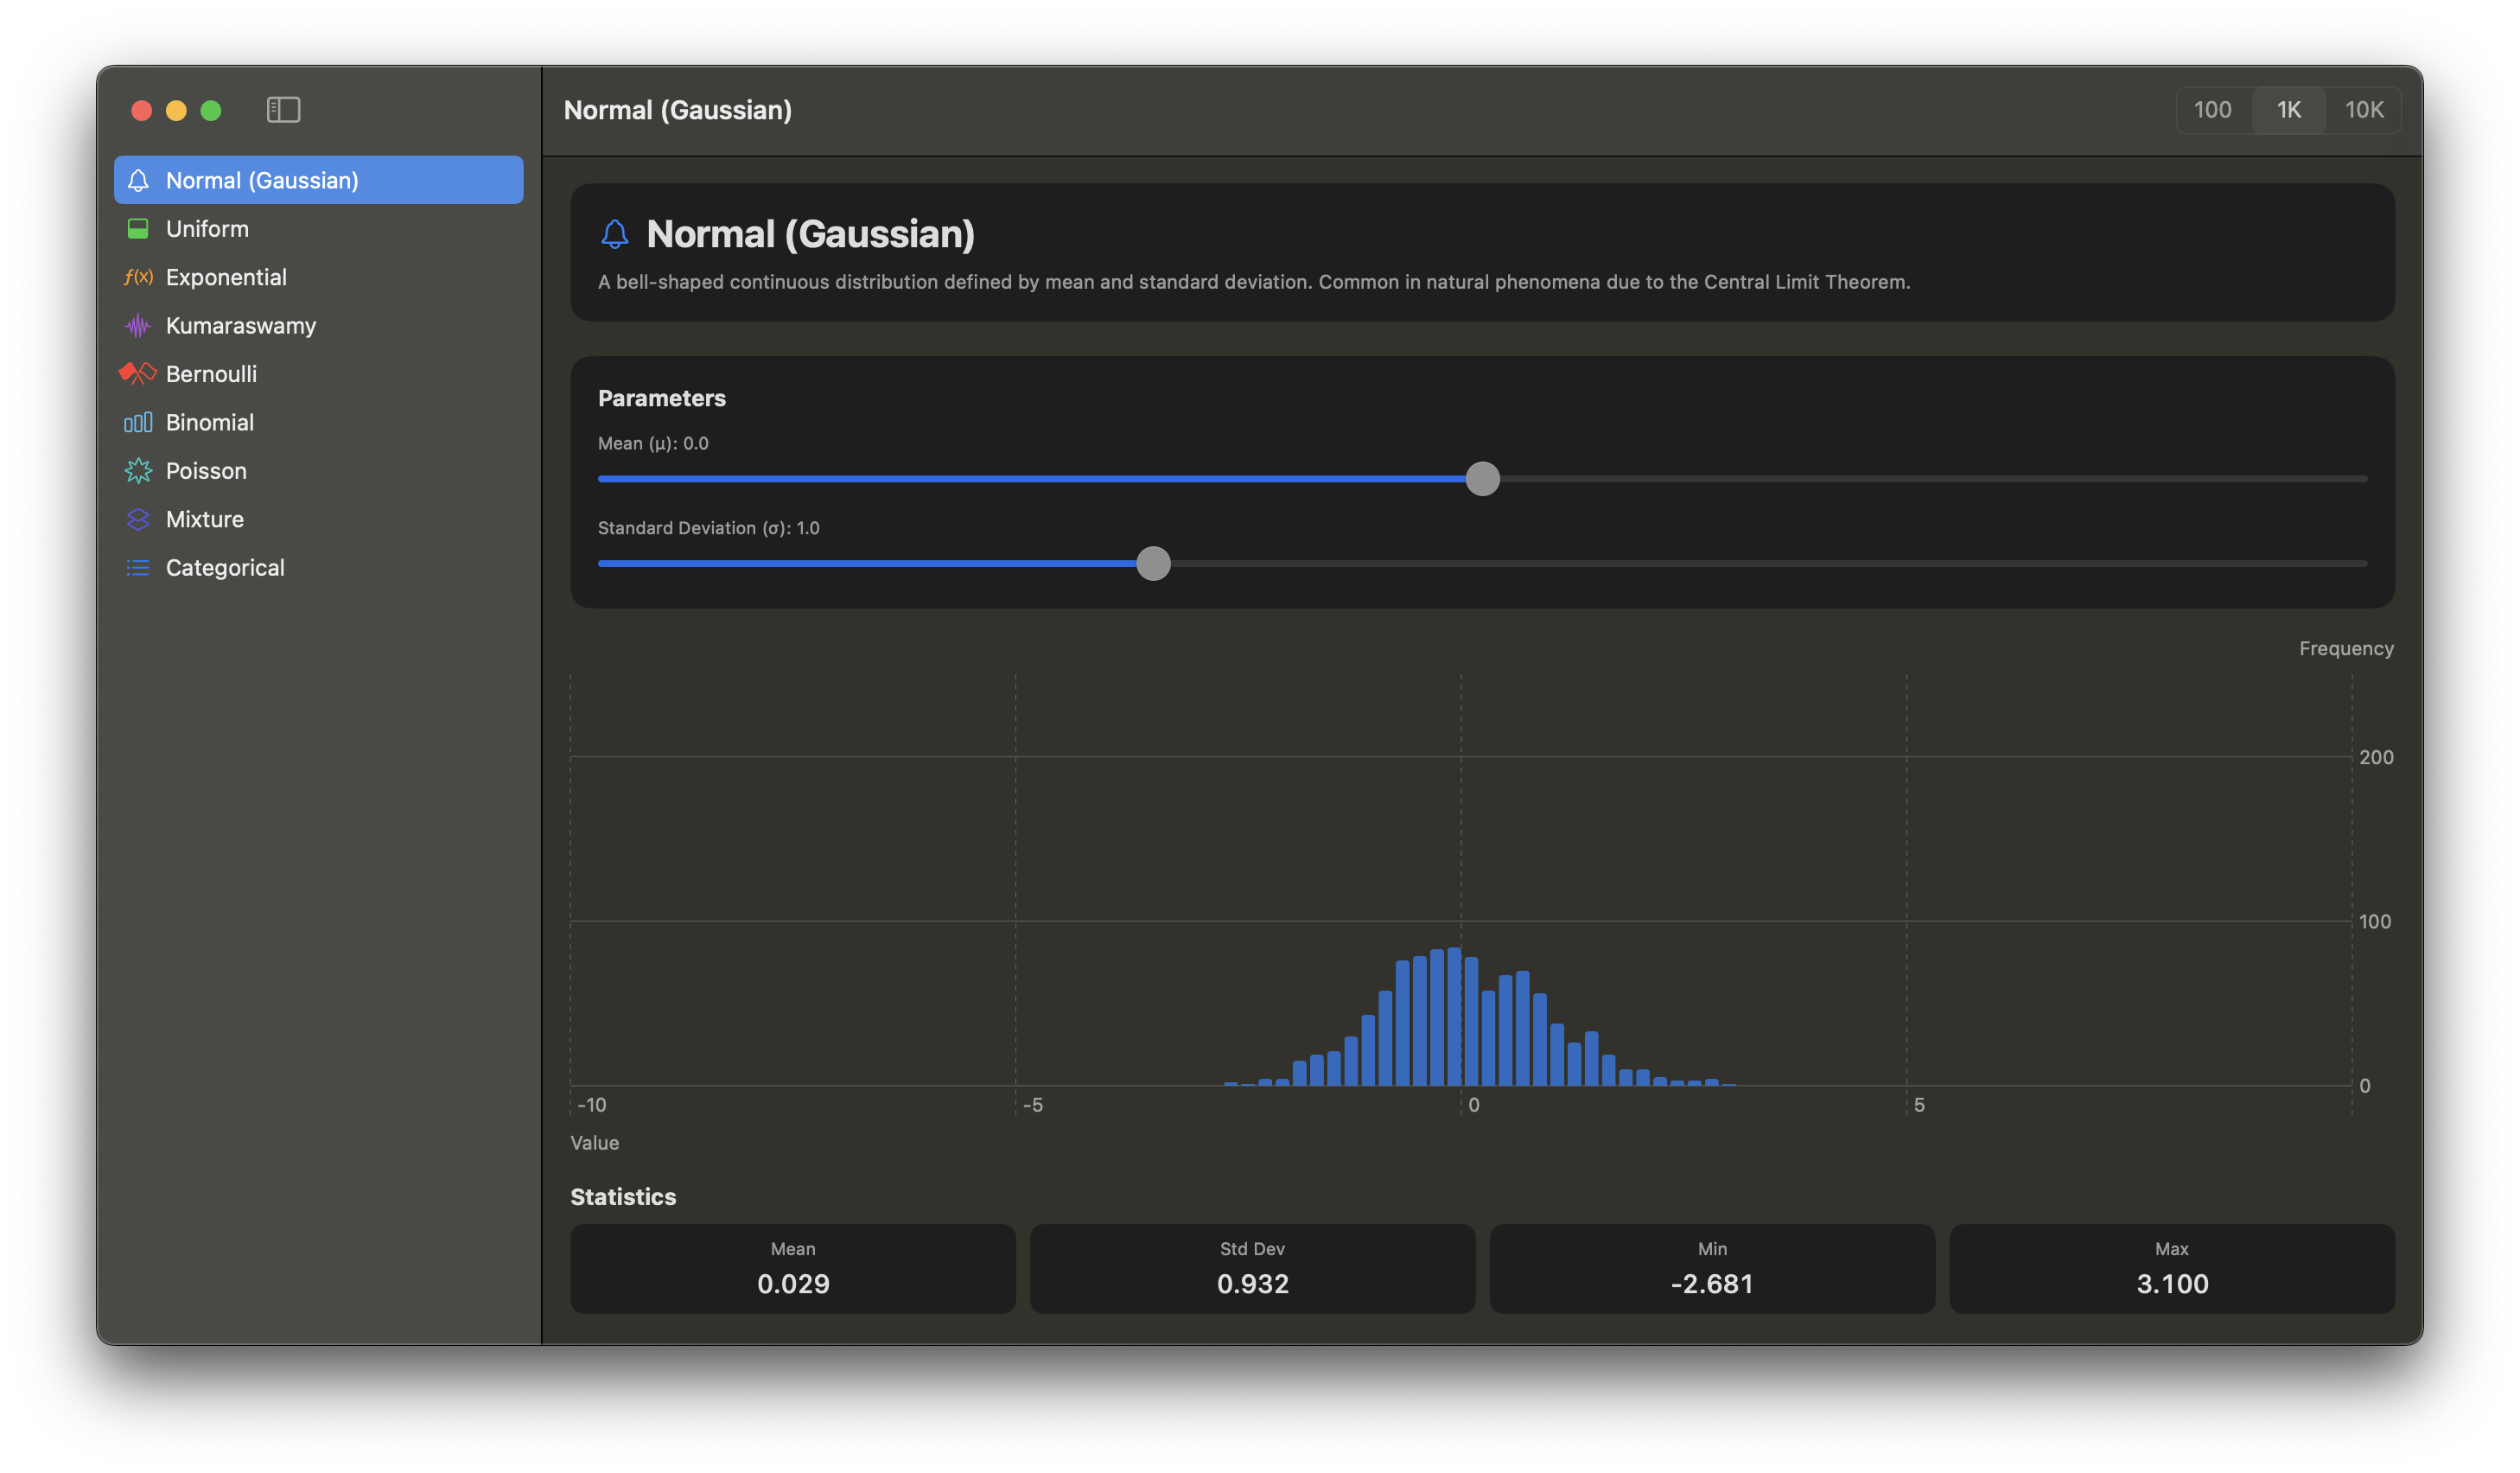 Normal (Gaussian)
Uniform
f(x) Exponential
Kumaraswamy
Bernoulli
Binomial
Poisson
Mixture
Categorical
Normal (Gaussian)
100 1K 10K
Normal (Gaussian)
A bell-shaped continuous distribution defined by mean and standard deviation. Common in natural phenomena due to the Central Limit Theorem.
Parameters
Mean (μ): 0.0
Standard Deviation (σ): 1.0
Frequency
200
100
0
-10 -5 0 5
Value
Statistics
Mean Std Dev Min Max
0.029 0.932 -2.681 3.100